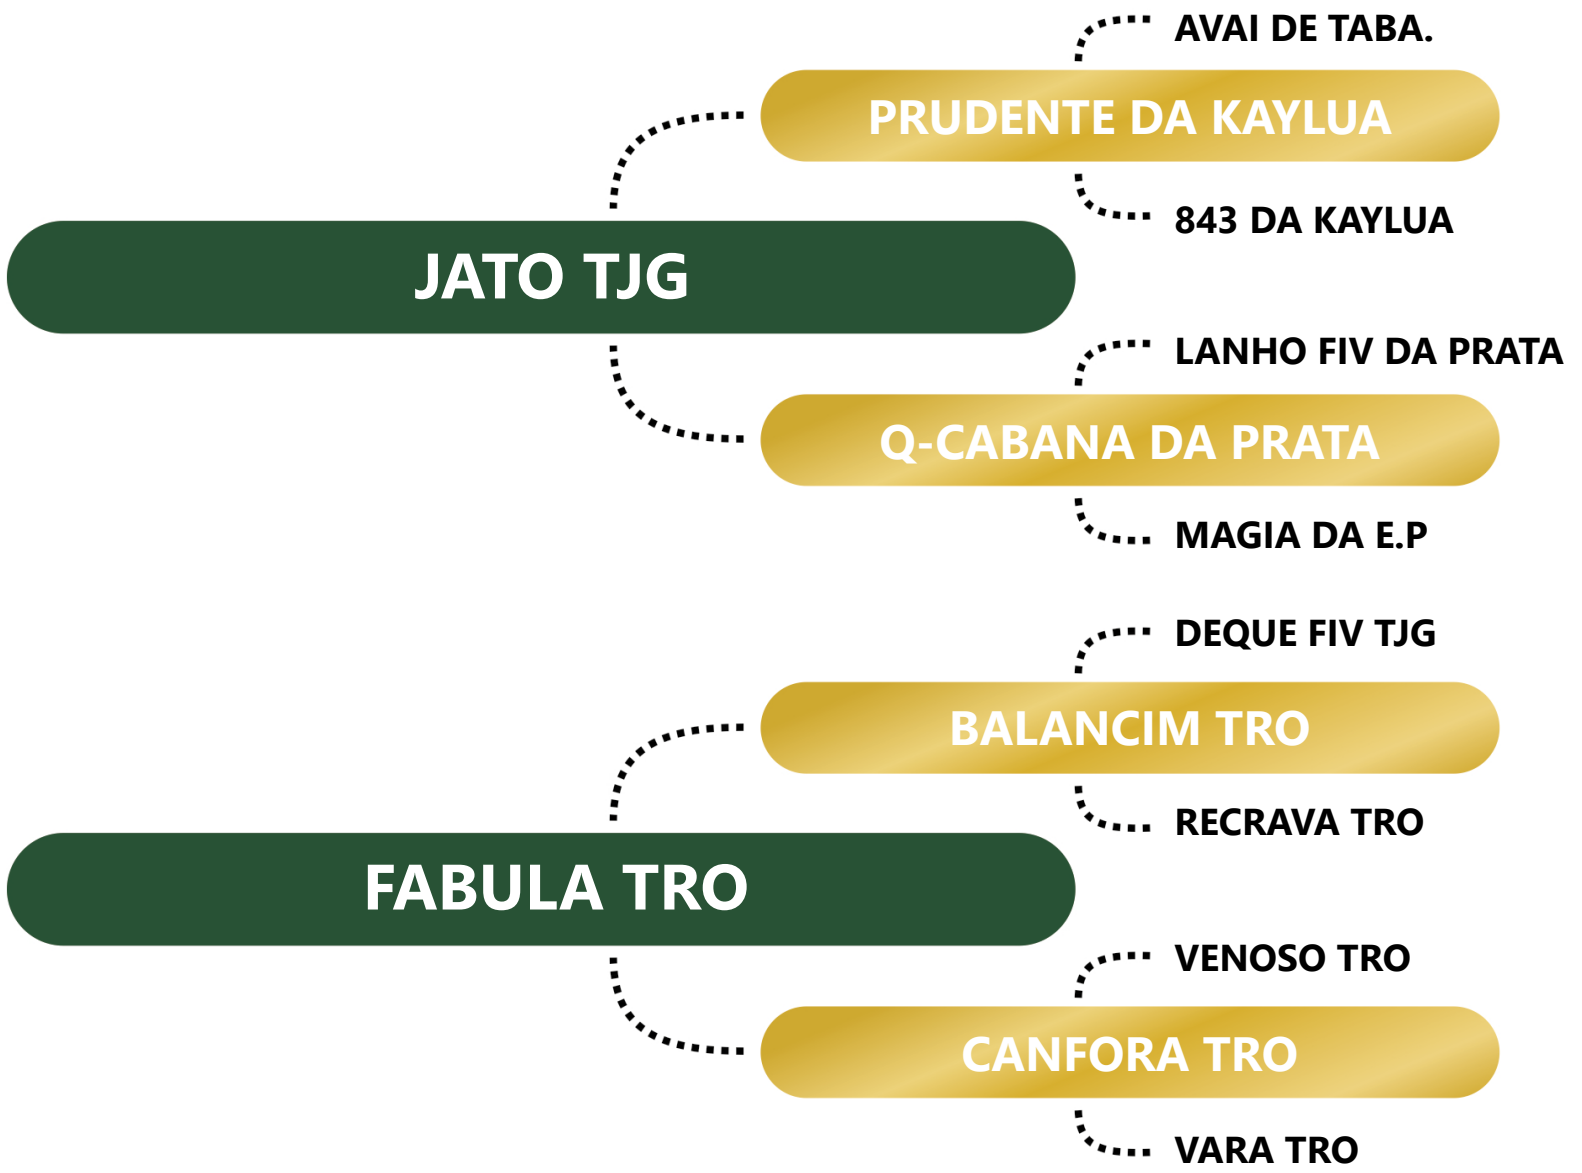 AVAI DE TABA.
PRUDENTE DA KAYLUA
843 DA KAYLUA
JATO TJG
LANHO FIV DA PRATA
Q-CABANA DA PRATA
MAGIA DA E.P
DEQUE FIV TJG
BALANCIM TRO
RECRAVA TRO
FABULA TRO
VENOSO TRO
CANFORA TRO
VARA TRO